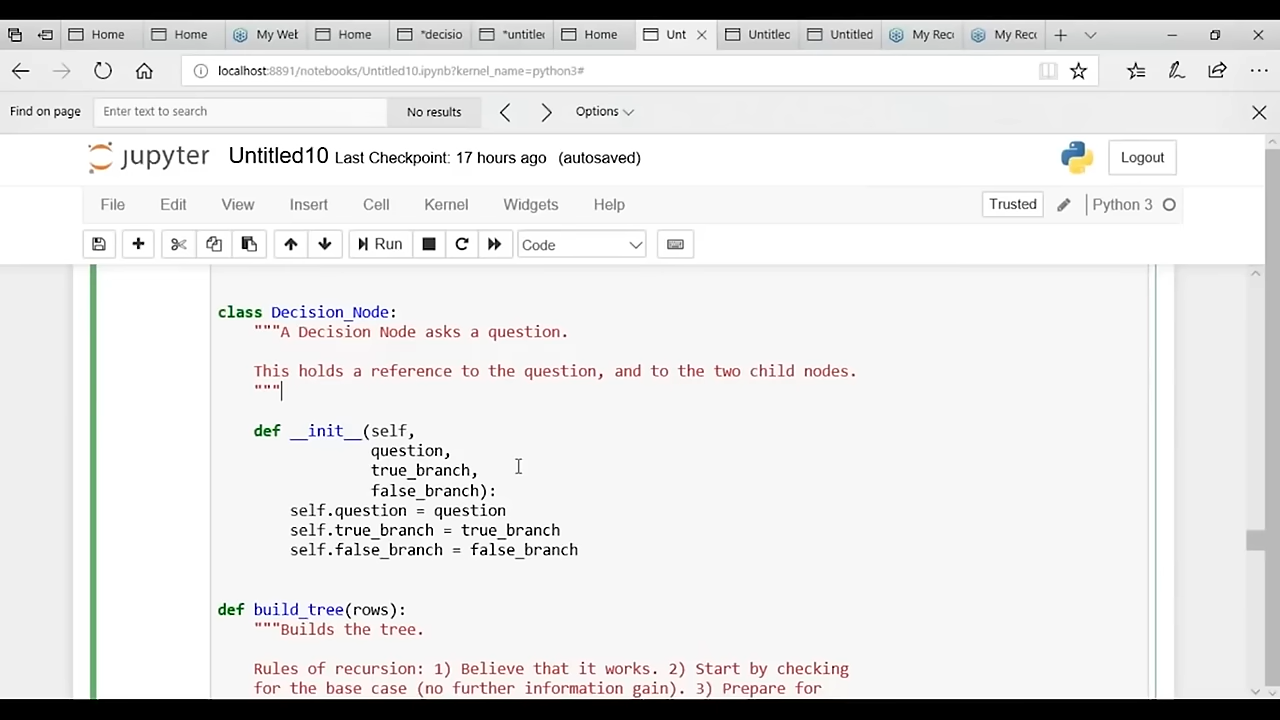 Home
Home
My Wel
Home
*decisio
*untitle
Home
Unt
Untitlec
Untitled
My Rec
My Rec
localhost:8891/notebooks/Untitled10.ipynb?kernel_name=python3#
Find on page
Enter text to search
No results
Options
jupyter
Untitled10 Last Checkpoint: 17 hours ago (autosaved)
Logout
File Edit View Insert Cell Kernel Widgets Help
Trusted
Python 3
Run
Code
class Decision_Node:
"""A Decision Node asks a question.
This holds a reference to the question, and to the two child nodes.
"""
def __init__(self,
question,
true_branch,
false_branch):
self.question = question
self.true_branch = true_branch
self.false_branch = false_branch
def build_tree(rows):
"""Builds the tree.
Rules of recursion: 1) Believe that it works. 2) Start by checking
for the base case (no further information gain). 3) Prepare for